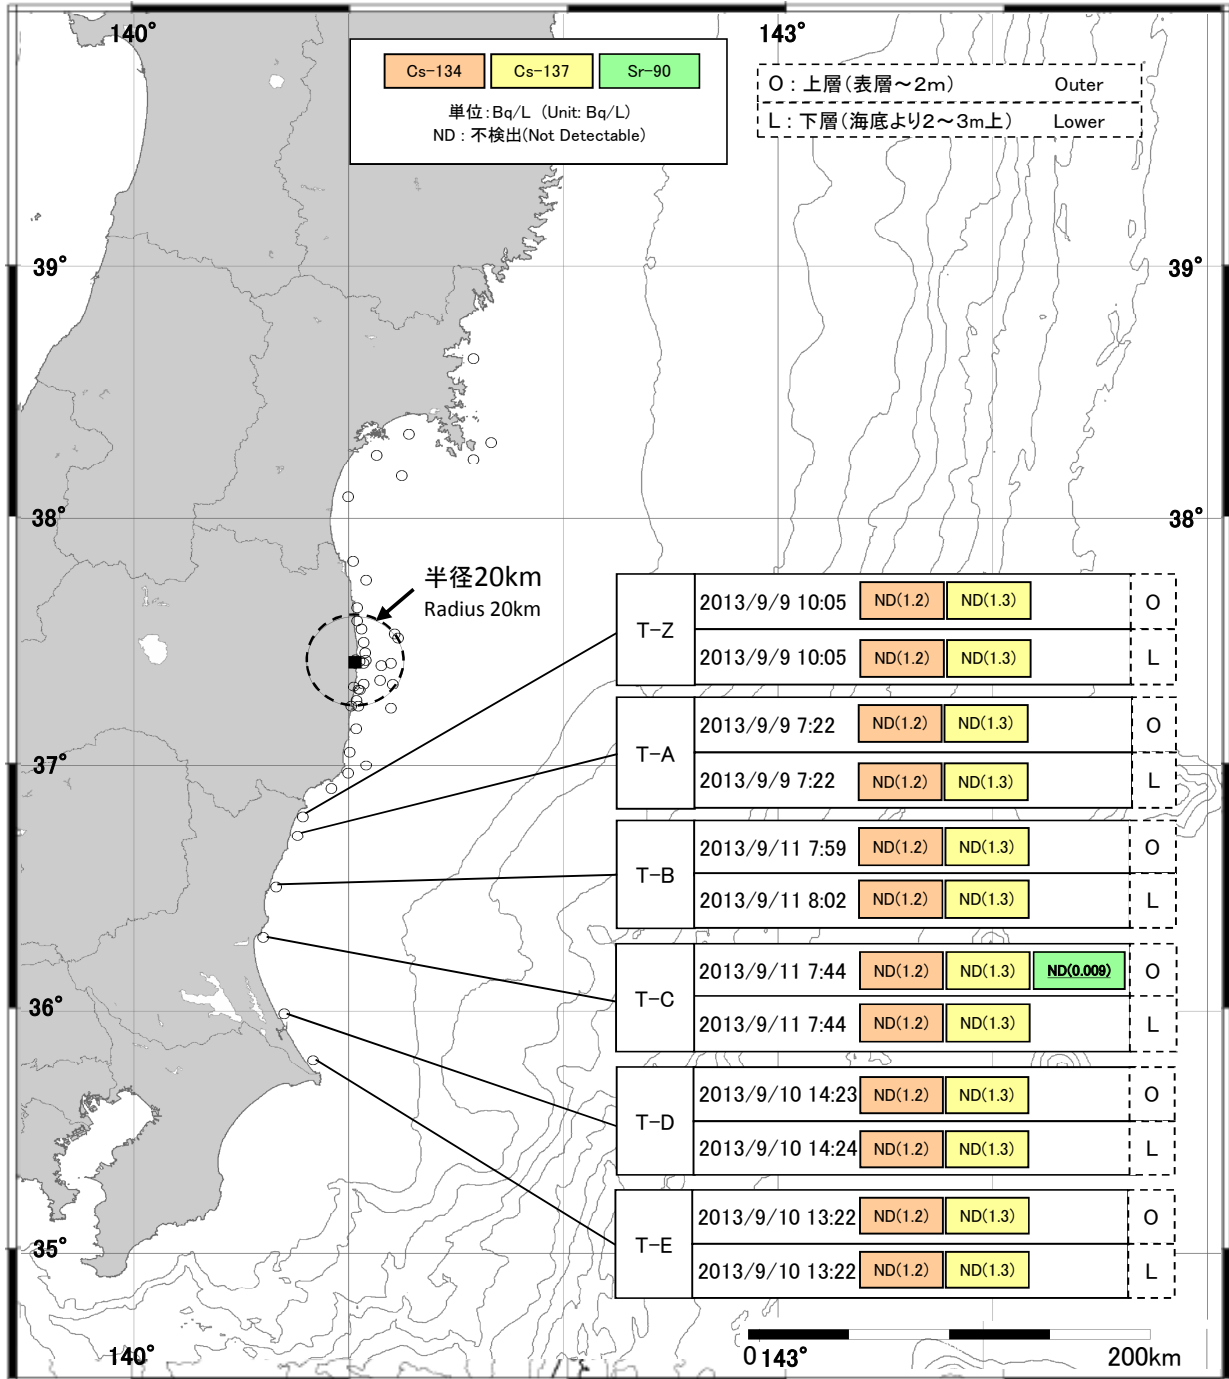 140°
143°
Cs-134 Cs-137 Sr-90
単位:Bq/L (Unit: Bq/L)
ND : 不検出(Not Detectable)
O : 上層(表層～2m) Outer
L : 下層(海底より2～3m上) Lower
39° 39°
38° 38°
半径20km
Radius 20km
T-Z
2013/9/9 10:05 ND(1.2) ND(1.3) O
2013/9/9 10:05 ND(1.2) ND(1.3) L
T-A
2013/9/9 7:22 ND(1.2) ND(1.3) O
2013/9/9 7:22 ND(1.2) ND(1.3) L
37°
T-B
2013/9/11 7:59 ND(1.2) ND(1.3) O
2013/9/11 8:02 ND(1.2) ND(1.3) L
T-C
2013/9/11 7:44 ND(1.2) ND(1.3) ND(0.009) O
2013/9/11 7:44 ND(1.2) ND(1.3) L
36°
T-D
2013/9/10 14:23 ND(1.2) ND(1.3) O
2013/9/10 14:24 ND(1.2) ND(1.3) L
T-E
2013/9/10 13:22 ND(1.2) ND(1.3) O
2013/9/10 13:22 ND(1.2) ND(1.3) L
35°
140°
0 143° 200km